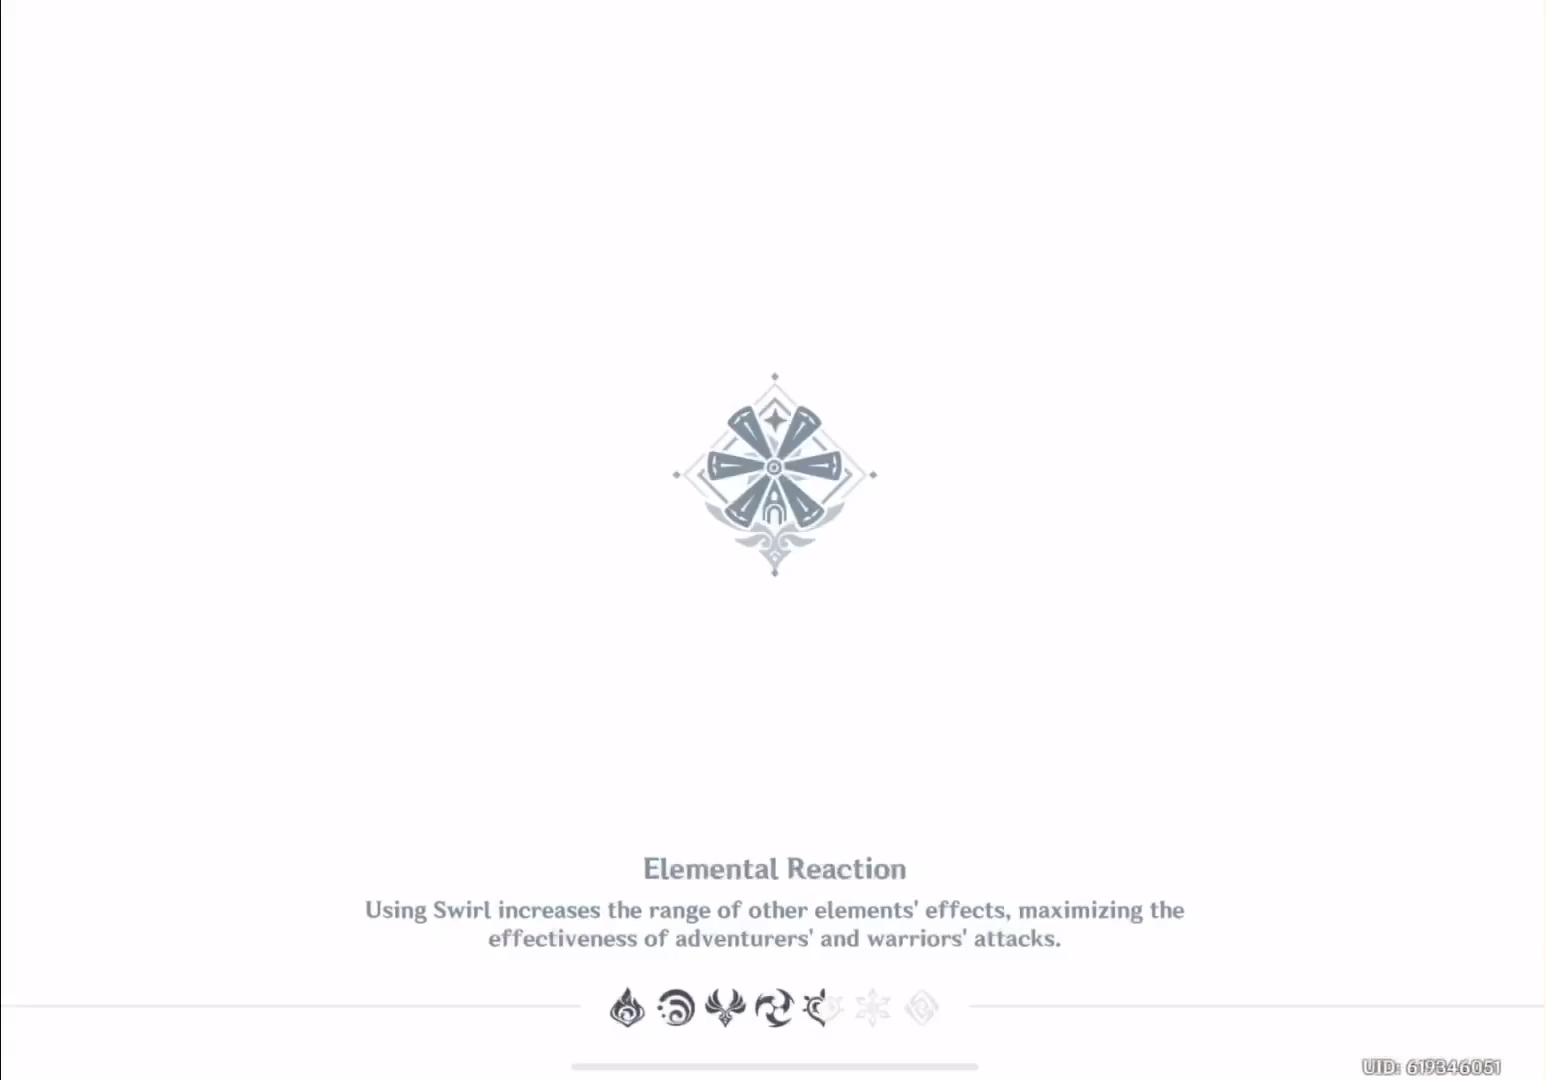 Elemental Reaction
Using Swirl increases the range of other elements' effects, maximizing the
effectiveness of adventurers' and warriors' attacks.
UID: 619346051